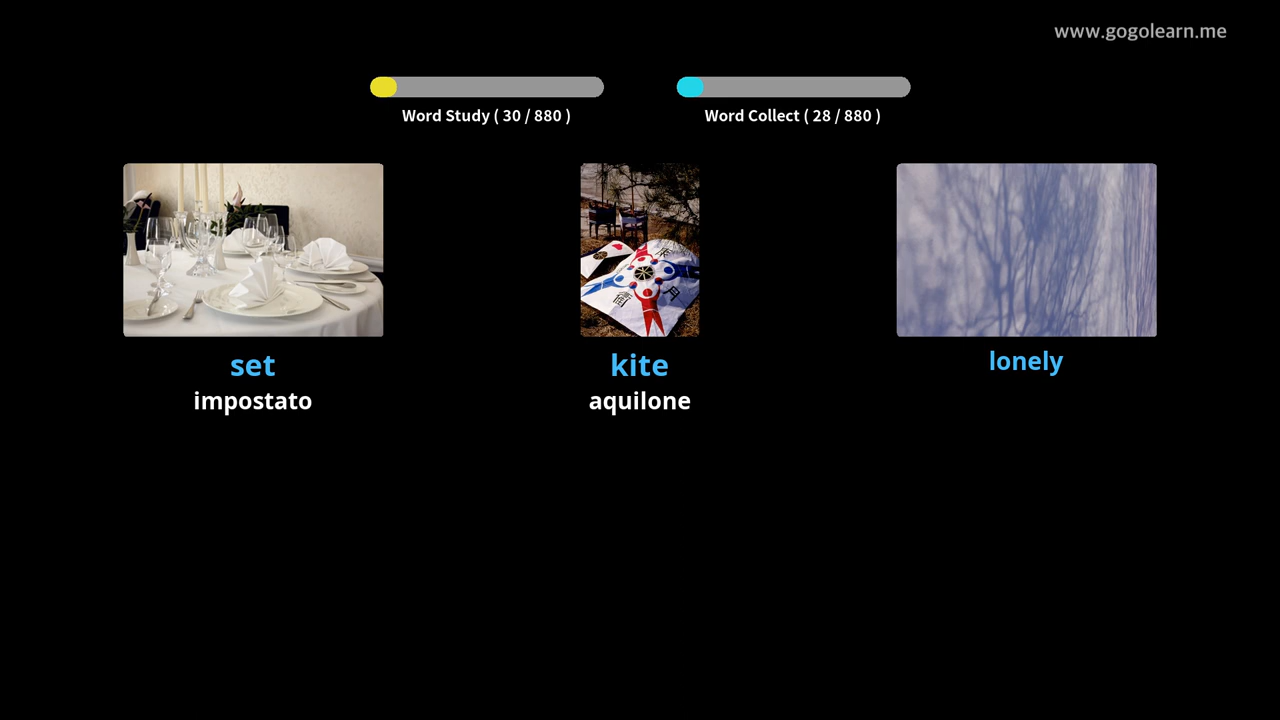 www.gogolearn.me
Word Study ( 30 / 880 )
Word Collect ( 28 / 880 )
set
impostato
kite
aquilone
lonely